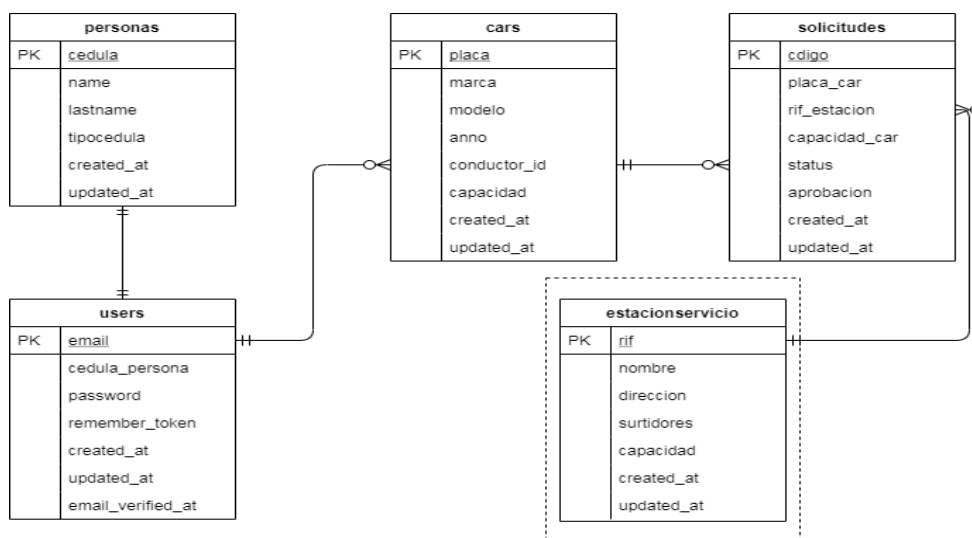 personas
PK cedula
name
lastname
tipocedula
created_at
updated_at
cars
PK placa
marca
modelo
anno
conductor_id
capacidad
created_at
updated_at
solicitudes
PK cdigo
placa_car
rif_estacion
capacidad_car
status
aprobacion
created_at
updated_at
users
PK email
cedula_persona
password
remember_token
created_at
updated_at
email_verified_at
estacionservicio
PK rif
nombre
direccion
surtidores
capacidad
created_at
updated_at